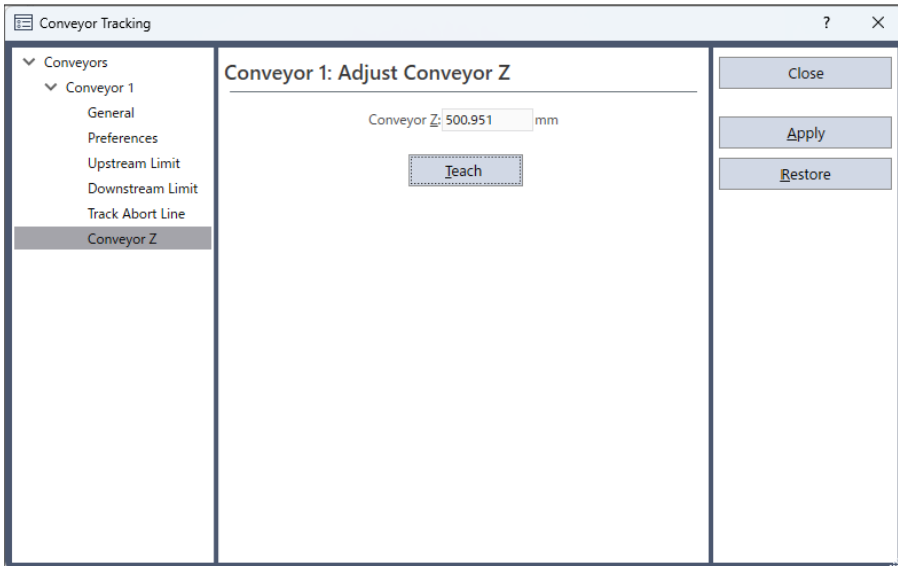 Conveyor Tracking
?
Conveyors
Conveyor 1
General
Preferences
Upstream Limit
Downstream Limit
Track Abort Line
Conveyor Z
Conveyor 1: Adjust Conveyor Z
Conveyor Z: 500.951 mm
Teach
Close
Apply
Restore